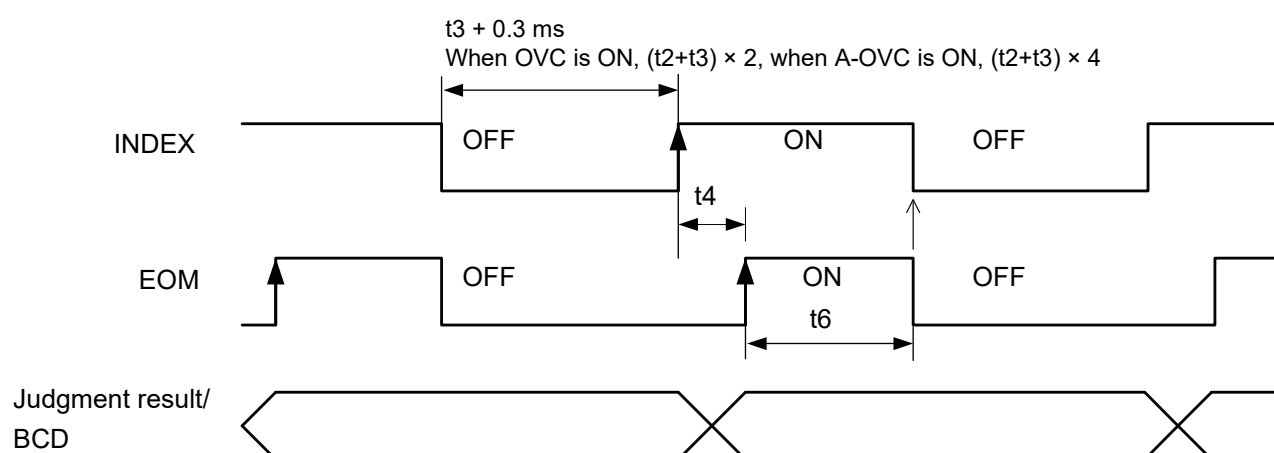 t3 + 0.3 ms
When OVC is ON, (t2+t3) × 2, when A-OVC is ON, (t2+t3) × 4
INDEX
OFF
ON
OFF
t4
EOM
OFF
ON
OFF
t6
Judgment result/
BCD